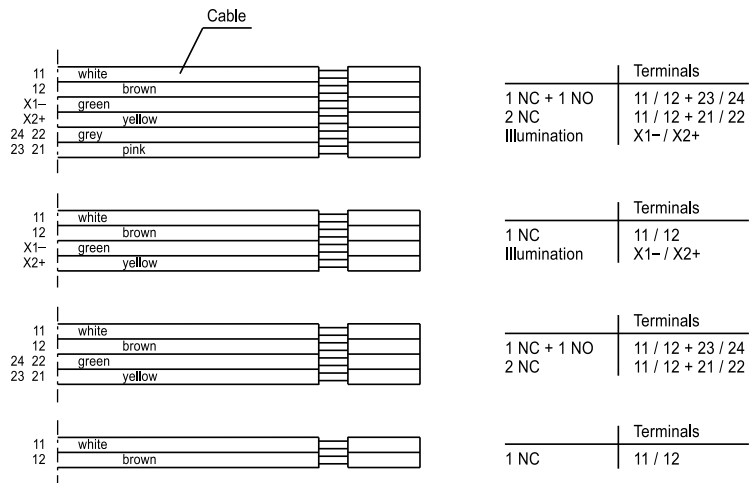 Cable
11 white
12 brown
X1– green
X2+ yellow
24 22 grey
23 21 pink
Terminals
1 NC + 1 NO 11 / 12 + 23 / 24
2 NC 11 / 12 + 21 / 22
Illumination X1– / X2+
11 white
12 brown
X1– green
X2+ yellow
Terminals
1 NC 11 / 12
Illumination X1– / X2+
11 white
12 brown
24 22 green
23 21 yellow
Terminals
1 NC + 1 NO 11 / 12 + 23 / 24
2 NC 11 / 12 + 21 / 22
11 white
12 brown
Terminals
1 NC 11 / 12